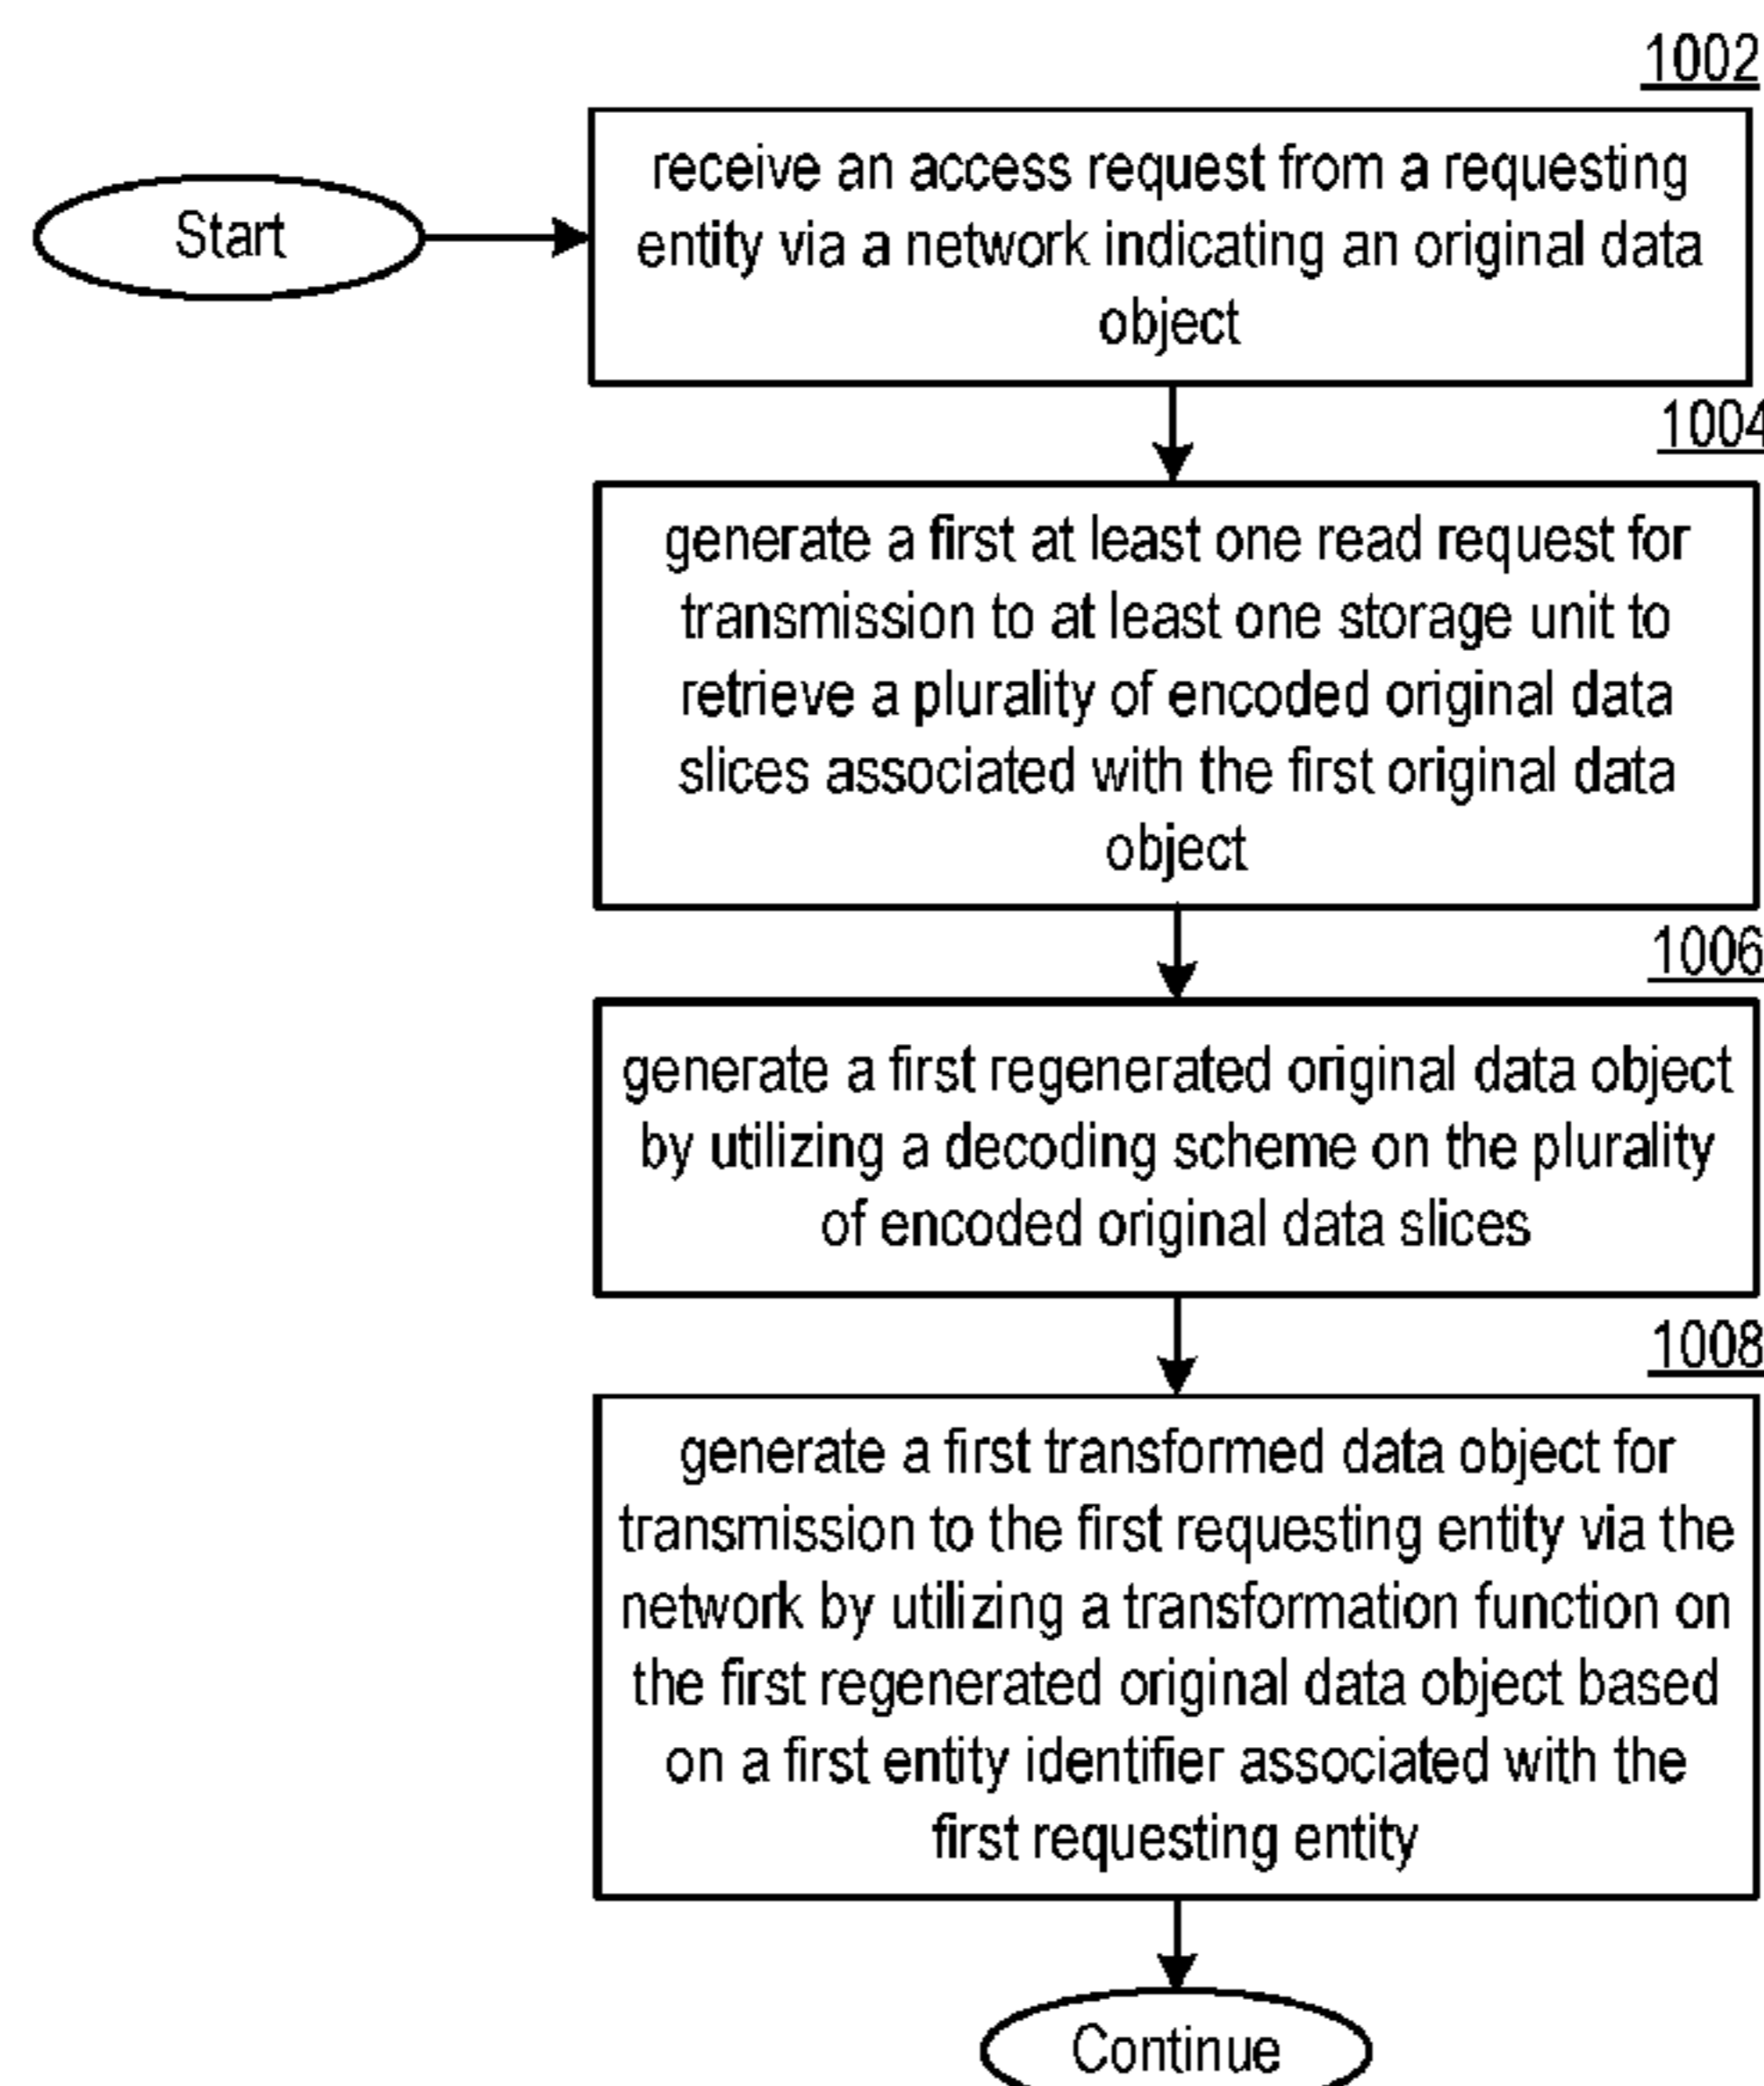 1002
Start
receive an access request from a requesting
entity via a network indicating an original data
object
1004
generate a first at least one read request for
transmission to at least one storage unit to
retrieve a plurality of encoded original data
slices associated with the first original data
object
1006
generate a first regenerated original data object
by utilizing a decoding scheme on the plurality
of encoded original data slices
1008
generate a first transformed data object for
transmission to the first requesting entity via the
network by utilizing a transformation function on
the first regenerated original data object based
on a first entity identifier associated with the
first requesting entity
Continue